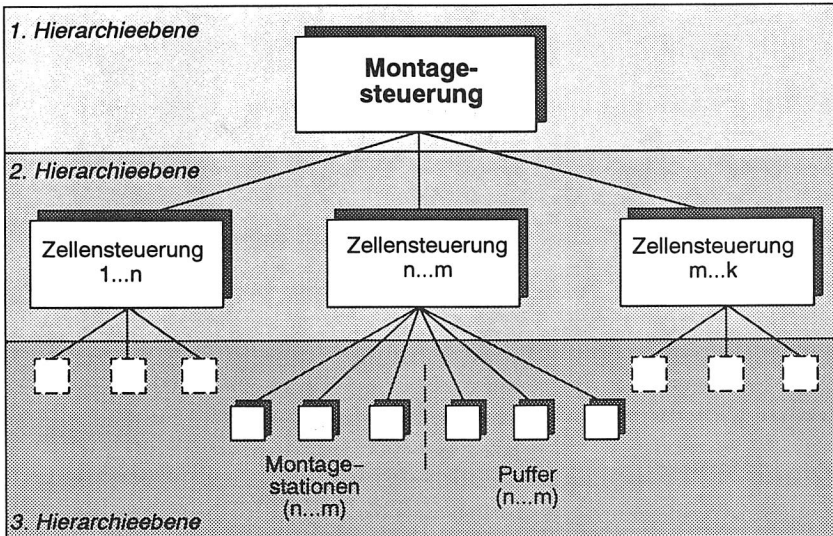 1. Hierarchieebene
Montage-
steuerung
2. Hierarchieebene
Zellensteuerung
1...n
Zellensteuerung
n...m
Zellensteuerung
m...k
Montage-
stationen
(n...m)
Puffer
(n...m)
3. Hierarchieebene